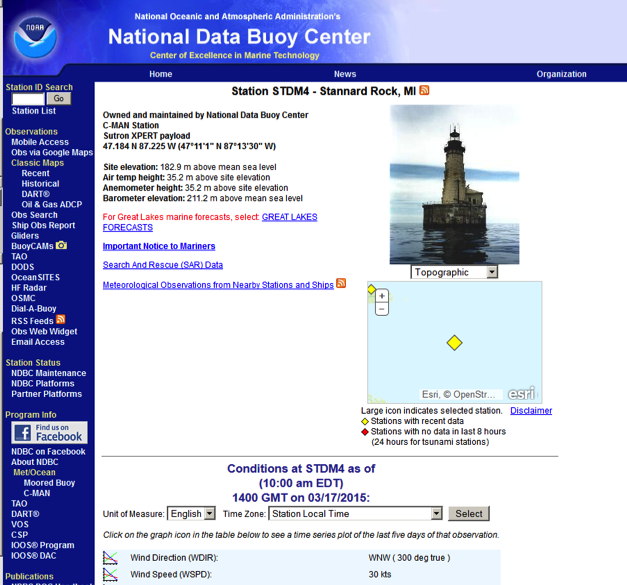 NOAA
National Oceanic and Atmospheric Administration's
National Data Buoy Center
Center of Excellence in Marine Technology
Home
News
Organization
Station ID Search
Go
Station List
Observations
Mobile Access
Obs via Google Maps
Classic Maps
Recent
Historical
DART®
Oil & Gas ADCP
Obs Search
Ship Obs Report
Gliders
BuoyCAMs
TAO
DODS
OceanSITES
HF Radar
OSMC
Dial-A-Buoy
RSS Feeds
Obs Web Widget
Email Access
Station Status
NDBC Maintenance
NDBC Platforms
Partner Platforms
Program Info
Find us on
Facebook
NDBC on Facebook
About NDBC
Met/Ocean
Moored Buoy
C-MAN
TAO
DART®
VOS
CSP
IOOS® Program
IOOS® DAC
Publications
Station STDM4 - Stannard Rock, MI
Owned and maintained by National Data Buoy Center
C-MAN Station
Sutron XPERT payload
47.184 N 87.225 W (47°11'1" N 87°13'30" W)
Site elevation: 182.9 m above mean sea level
Air temp height: 35.2 m above site elevation
Anemometer height: 35.2 m above site elevation
Barometer elevation: 211.2 m above mean sea level
For Great Lakes marine forecasts, select: GREAT LAKES
FORECASTS
Important Notice to Mariners
Search And Rescue (SAR) Data
Meteorological Observations from Nearby Stations and Ships
Topographic
+
−
Esri, © OpenStr...
esri
Large icon indicates selected station. Disclaimer
Stations with recent data
Stations with no data in last 8 hours
(24 hours for tsunami stations)
Conditions at STDM4 as of
(10:00 am EDT)
1400 GMT on 03/17/2015:
Unit of Measure: English Time Zone: Station Local Time Select
Click on the graph icon in the table below to see a time series plot of the last five days of that observation.
Wind Direction (WDIR): WNW ( 300 deg true )
Wind Speed (WSPD): 30 kts